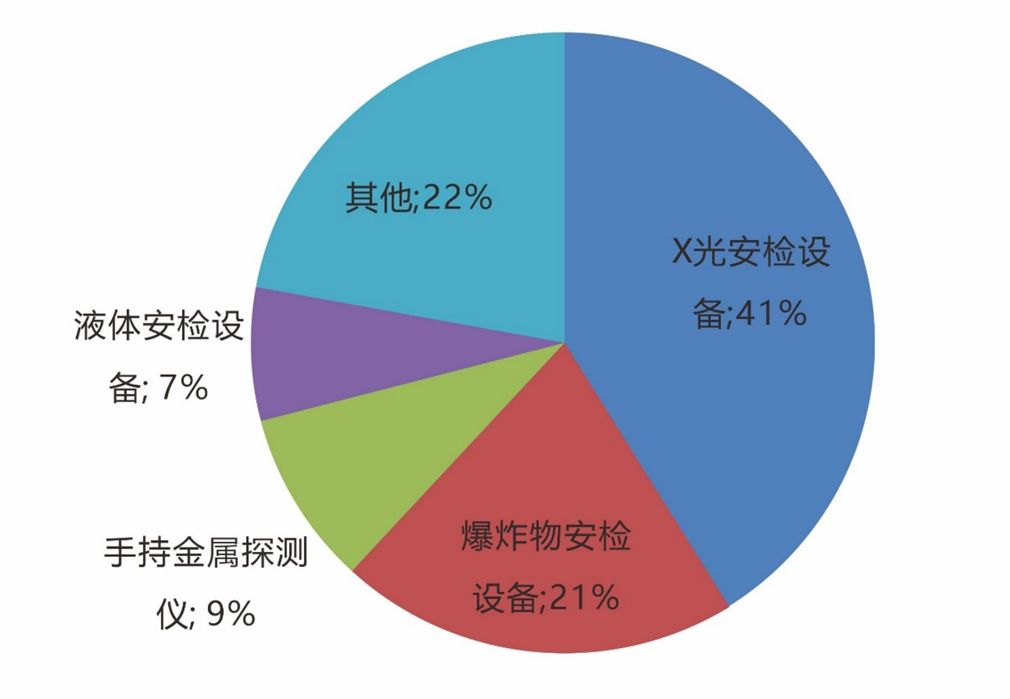 其他;22%
X光安检设
备;41%
液体安检设
备; 7%
爆炸物安检
设备;21%
手持金属探测
仪; 9%